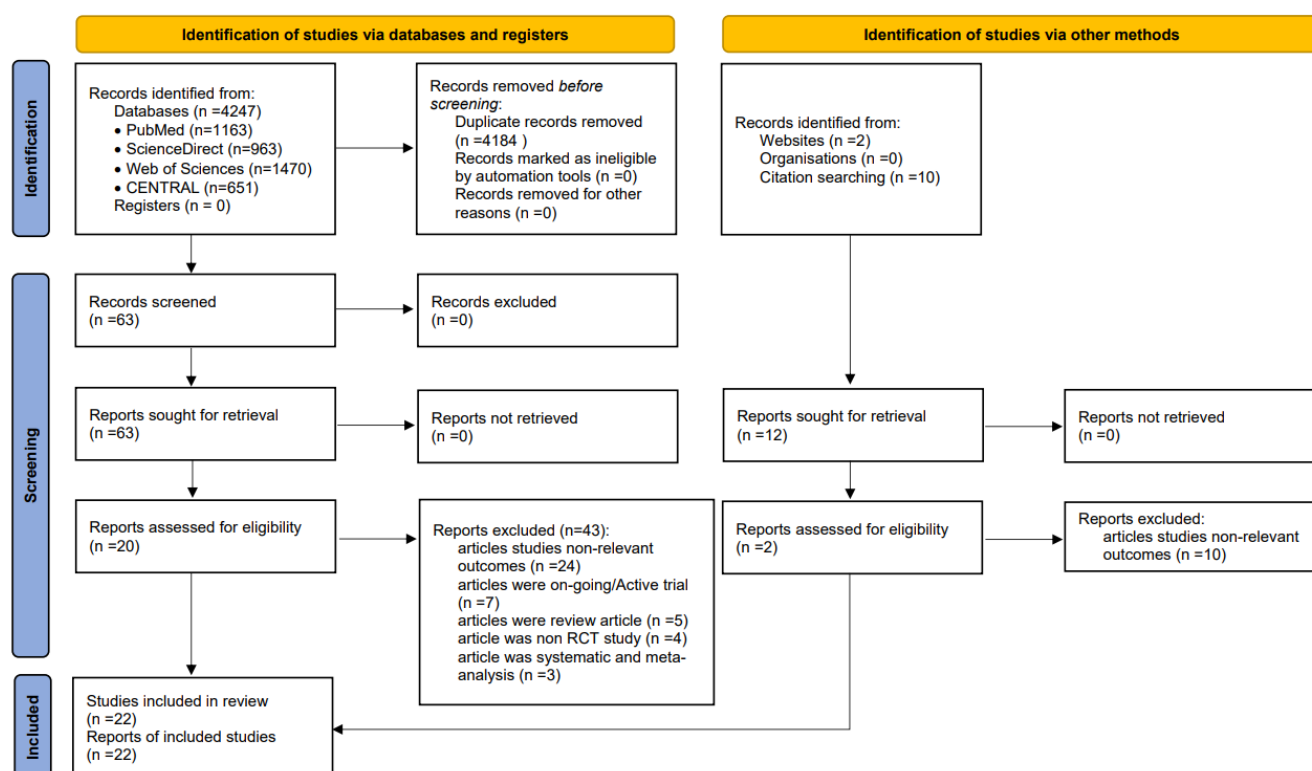 Identification of studies via databases and registers
Identification of studies via other methods
Identification
Records identified from:
Databases (n =4247)
• PubMed (n=1163)
• ScienceDirect (n=963)
• Web of Sciences (n=1470)
• CENTRAL (n=651)
Registers (n = 0)
Records removed before
screening:
Duplicate records removed
(n =4184 )
Records marked as ineligible
by automation tools (n =0)
Records removed for other
reasons (n =0)
Records identified from:
Websites (n =2)
Organisations (n =0)
Citation searching (n =10)
Screening
Records screened
(n =63)
Records excluded
(n =0)
Reports sought for retrieval
(n =63)
Reports not retrieved
(n =0)
Reports sought for retrieval
(n =12)
Reports not retrieved
(n =0)
Reports assessed for eligibility
(n =20)
Reports excluded (n=43):
articles studies non-relevant
outcomes (n =24)
articles were on-going/Active trial
(n =7)
articles were review article (n =5)
article was non RCT study (n =4)
article was systematic and meta-
analysis (n =3)
Reports assessed for eligibility
(n =2)
Reports excluded:
articles studies non-relevant
outcomes (n =10)
Included
Studies included in review
(n =22)
Reports of included studies
(n =22)